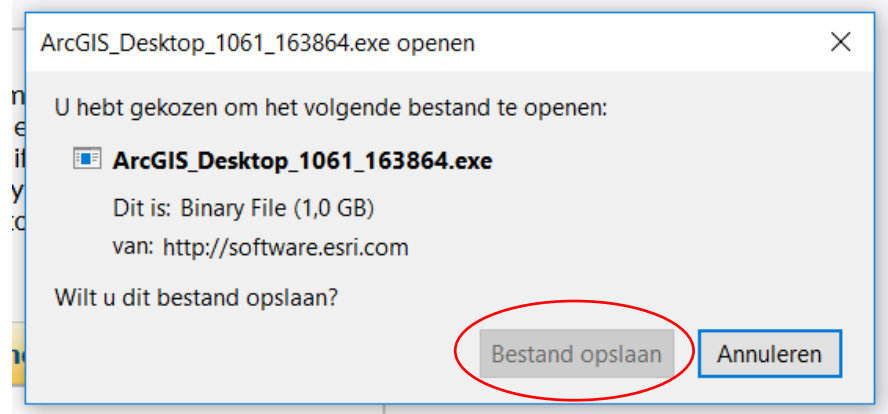 ArcGIS_Desktop_1061_163864.exe openen
U hebt gekozen om het volgende bestand te openen:
ArcGIS_Desktop_1061_163864.exe
Dit is: Binary File (1,0 GB)
van: http://software.esri.com
Wilt u dit bestand opslaan?
Bestand opslaan Annuleren